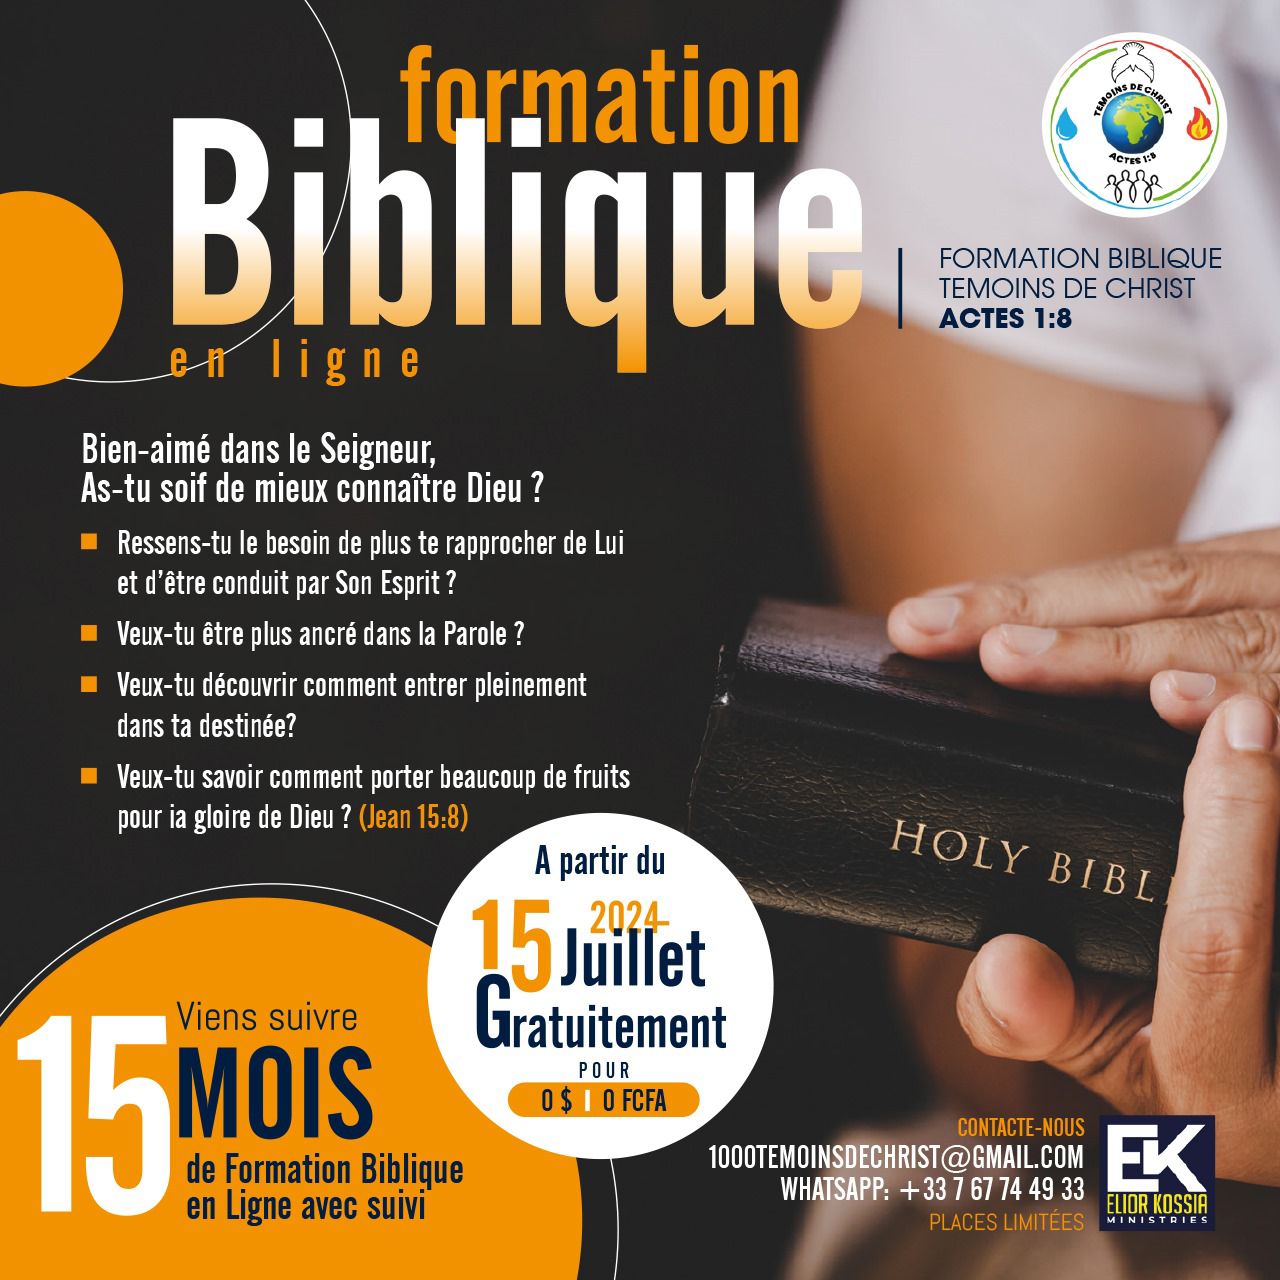 formation
Biblique
en ligne
TEMOINS DE CHRIST
ACTES 1:8
FORMATION BIBLIQUE
TEMOINS DE CHRIST
ACTES 1:8
Bien-aimé dans le Seigneur,
As-tu soif de mieux connaître Dieu ?
Ressens-tu le besoin de plus te rapprocher de Lui
et d'être conduit par Son Esprit ?
Veux-tu être plus ancré dans la Parole ?
Veux-tu découvrir comment entrer pleinement
dans ta destinée?
Veux-tu savoir comment porter beaucoup de fruits
pour ia gloire de Dieu ? (Jean 15:8)
HOLY BIBL
A partir du
2024
15 Juillet
Gratuitement
POUR
0 $ | 0 FCFA
Viens suivre
15 MOIS
de Formation Biblique
en Ligne avec suivi
CONTACTE-NOUS
1000TEMOINSDECHRIST@GMAIL.COM
WHATSAPP: +33 7 67 74 49 33
PLACES LIMITÉES
EK
ELIOR KOSSIA
MINISTRIES